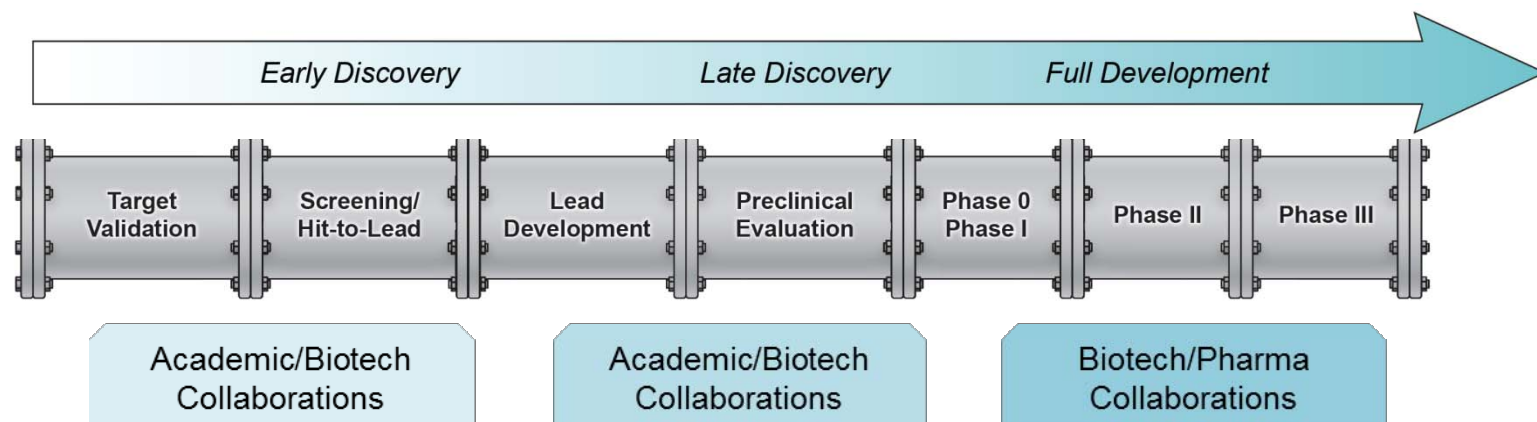 Early Discovery
Late Discovery
Full Development
Target
Validation
Screening/
Hit-to-Lead
Lead
Development
Preclinical
Evaluation
Phase 0
Phase I
Phase II
Phase III
Academic/Biotech
Collaborations
Academic/Biotech
Collaborations
Biotech/Pharma
Collaborations